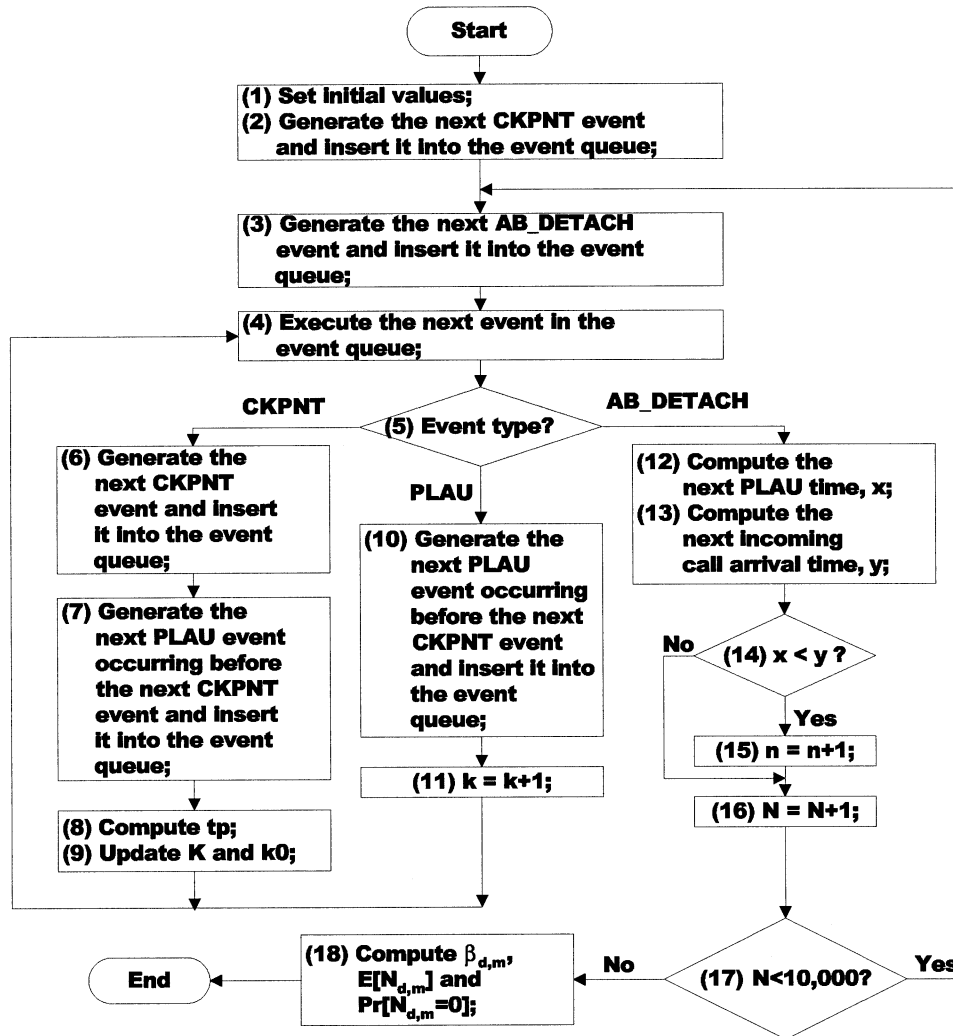 Start
(1) Set initial values;
(2) Generate the next CKPNT event
and insert it into the event queue;
(3) Generate the next AB_DETACH
event and insert it into the event
queue;
(4) Execute the next event in the
event queue;
CKPNT
(5) Event type?
AB_DETACH
PLAU
(6) Generate the
next CKPNT
event and insert
it into the event
queue;
(7) Generate the
next PLAU event
occurring before
the next CKPNT
event and insert
it into the event
queue;
(8) Compute tp;
(9) Update K and k0;
(10) Generate the
next PLAU
event occurring
before the next
CKPNT event
and insert it into
the event
queue;
(11) k = k+1;
(12) Compute the
next PLAU time, x;
(13) Compute the
next incoming
call arrival time, y;
No
(14) x < y ?
Yes
(15) n = n+1;
(16) N = N+1;
(17) N<10,000?
Yes
No
(18) Compute βd,m,
E[Nd,m] and
Pr[Nd,m=0];
End